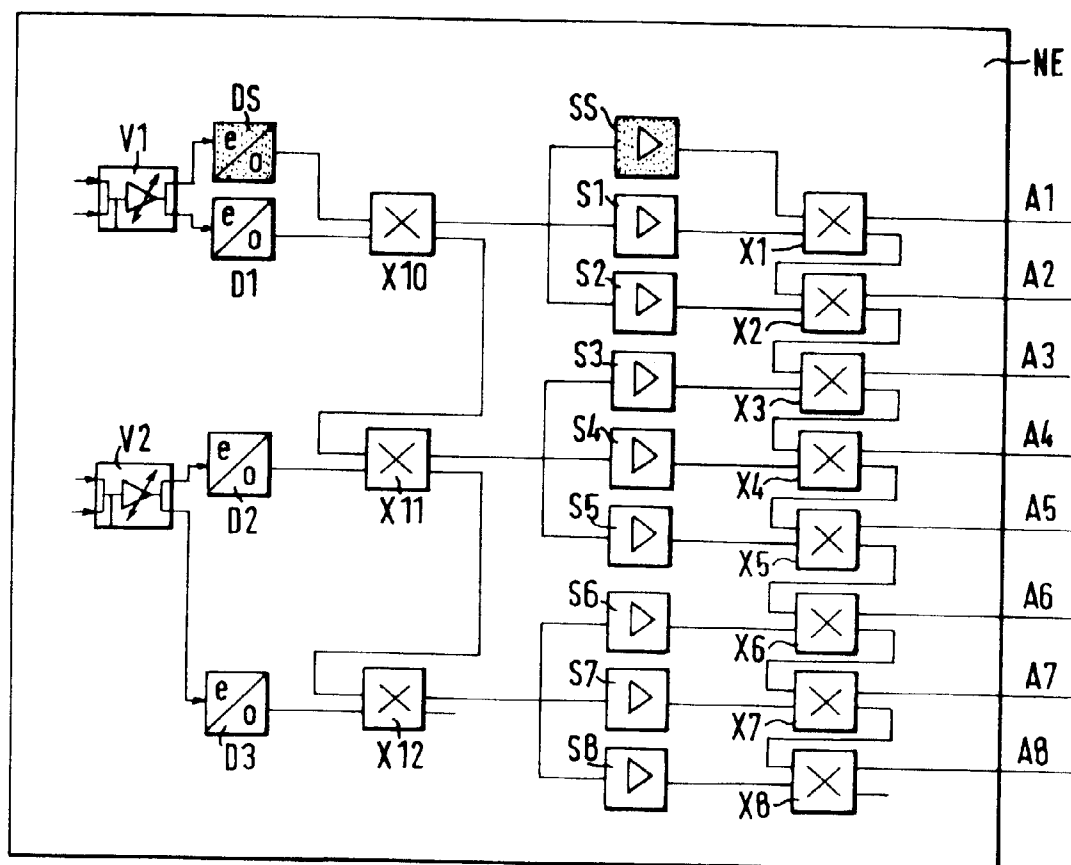 NE
DS
SS
V1
e
o
A1
S1
e
o
X1
D1
X10
A2
S2
X2
A3
S3
X3
V2
A4
S4
e
o
X4
D2
X11
A5
S5
X5
A6
S6
X6
A7
S7
e
o
X7
D3
X12
A8
S8
X8